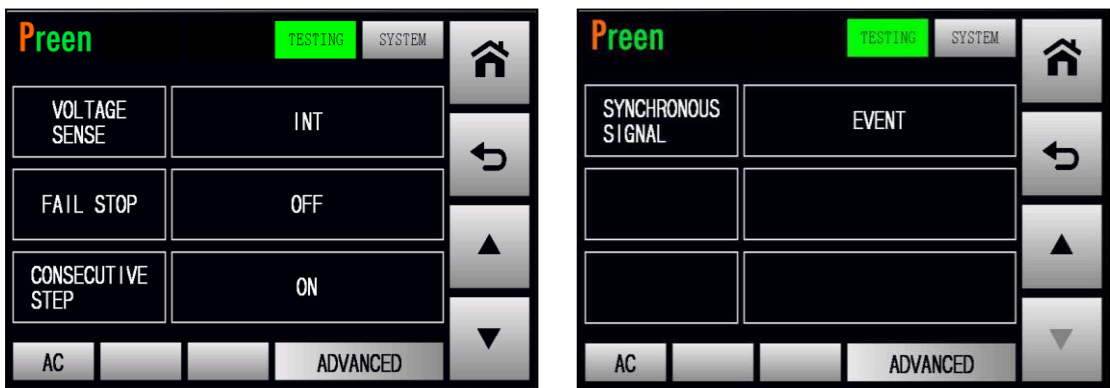 Preen
TESTING
SYSTEM
VOLTAGE
SENSE
INT
FAIL STOP
OFF
CONSECUTIVE
STEP
ON
AC
ADVANCED
Preen
TESTING
SYSTEM
SYNCHRONOUS
SIGNAL
EVENT
AC
ADVANCED